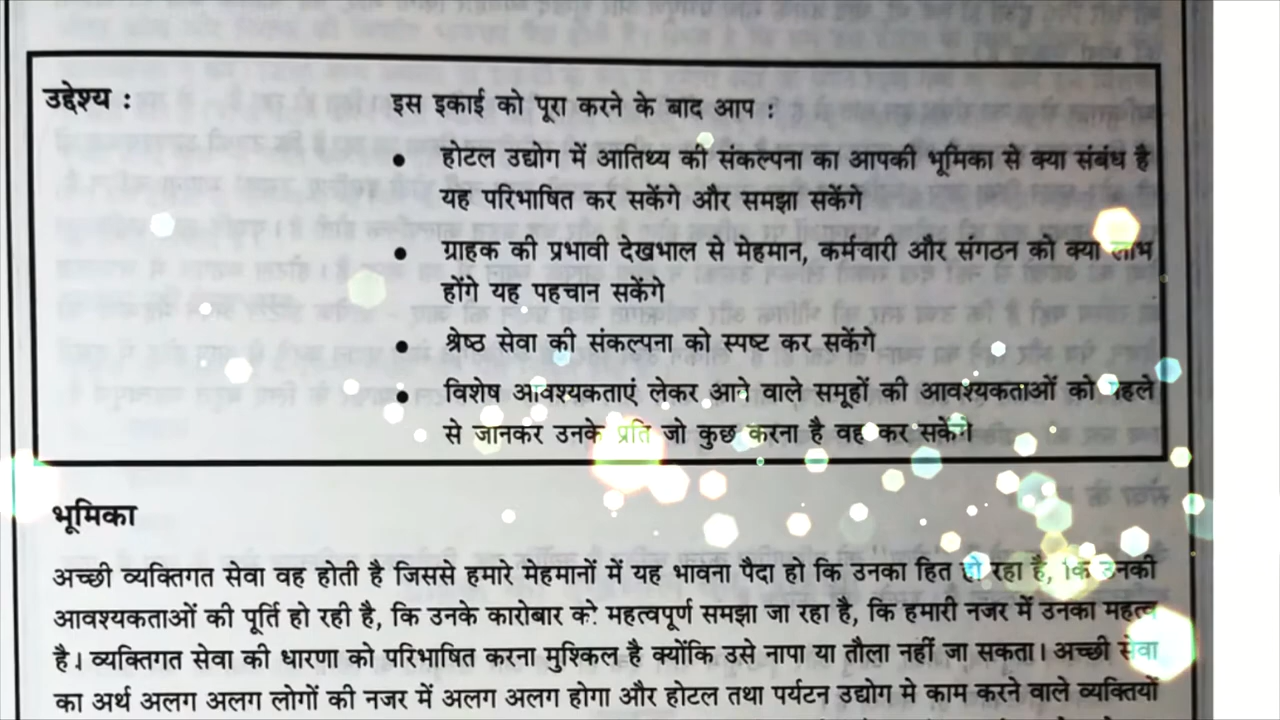 उद्देश्य :
इस इकाई को पूरा करने के बाद आप :
● होटल उद्योग में आतिथ्य की संकल्पना का आपकी भूमिका से क्या संबंध है
यह परिभाषित कर सकेंगे और समझा सकेंगे
● ग्राहक की प्रभावी देखभाल से मेहमान, कर्मचारी और संगठन को क्या लाभ
होंगे यह पहचान सकेंगे
● श्रेष्ठ सेवा की संकल्पना को स्पष्ट कर सकेंगे
● विशेष आवश्यकताएं लेकर आने वाले समूहों की आवश्यकताओं को पहले
से जानकर उनके प्रति जो कुछ करना है वह कर सकेंगे
भूमिका
अच्छी व्यक्तिगत सेवा वह होती है जिससे हमारे मेहमानों में यह भावना पैदा हो कि उनका हित हो रहा है, कि उनकी
आवश्यकताओं की पूर्ति हो रही है, कि उनके कारोबार को महत्वपूर्ण समझा जा रहा है, कि हमारी नजर में उनका महत्व
है। व्यक्तिगत सेवा की धारणा को परिभाषित करना मुश्किल है क्योंकि उसे नापा या तौला नहीं जा सकता। अच्छी सेवा
का अर्थ अलग अलग लोगों की नजर में अलग अलग होगा और होटल तथा पर्यटन उद्योग मे काम करने वाले व्यक्तियों